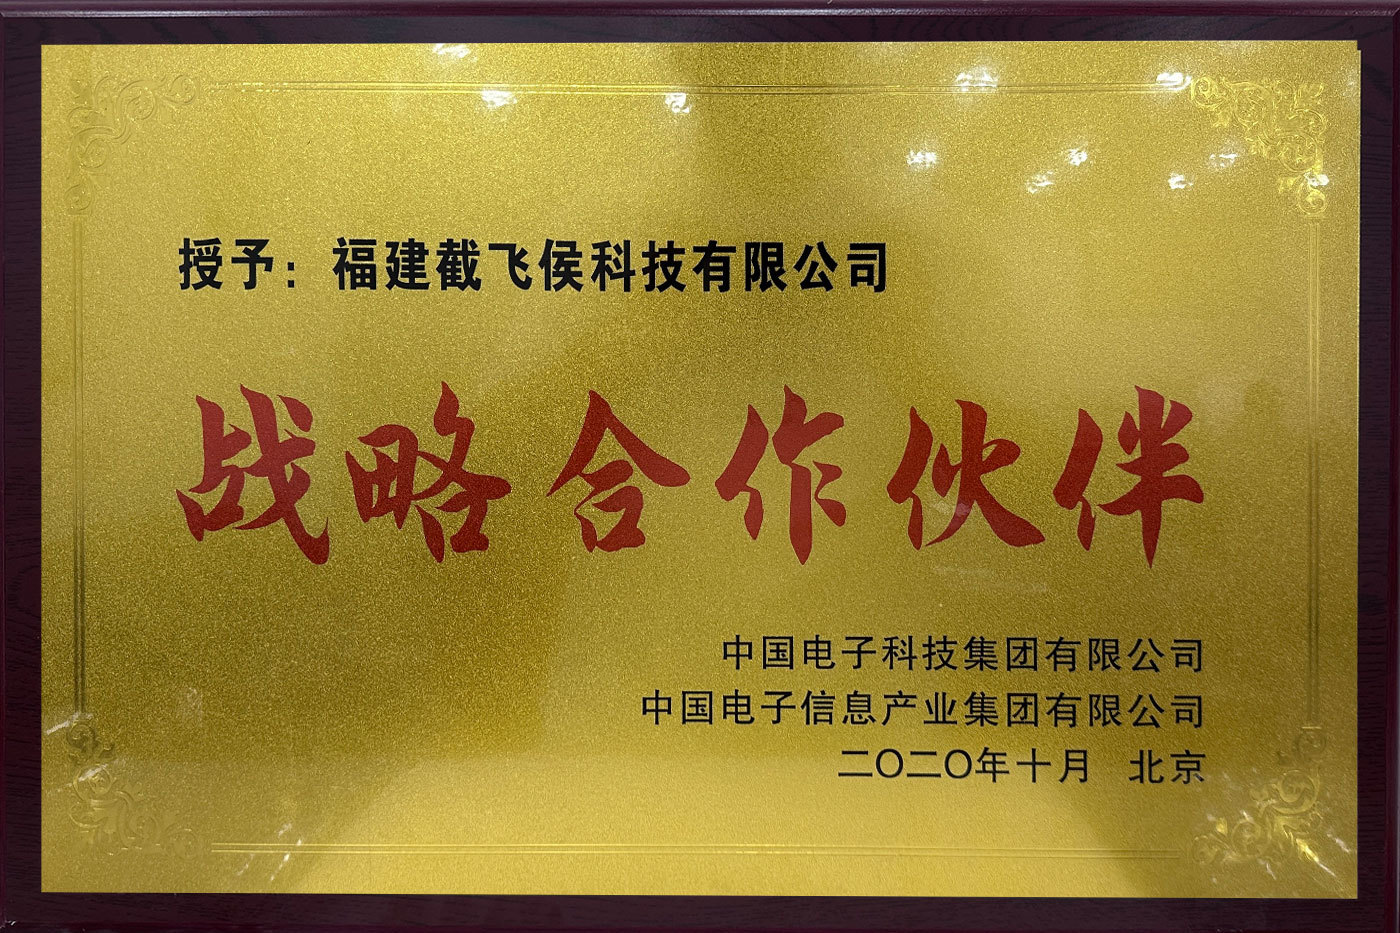 授予：福建截飞侯科技有限公司
战略合作伙伴
中国电子科技集团有限公司
中国电子信息产业集团有限公司
二〇二〇年十月 北京